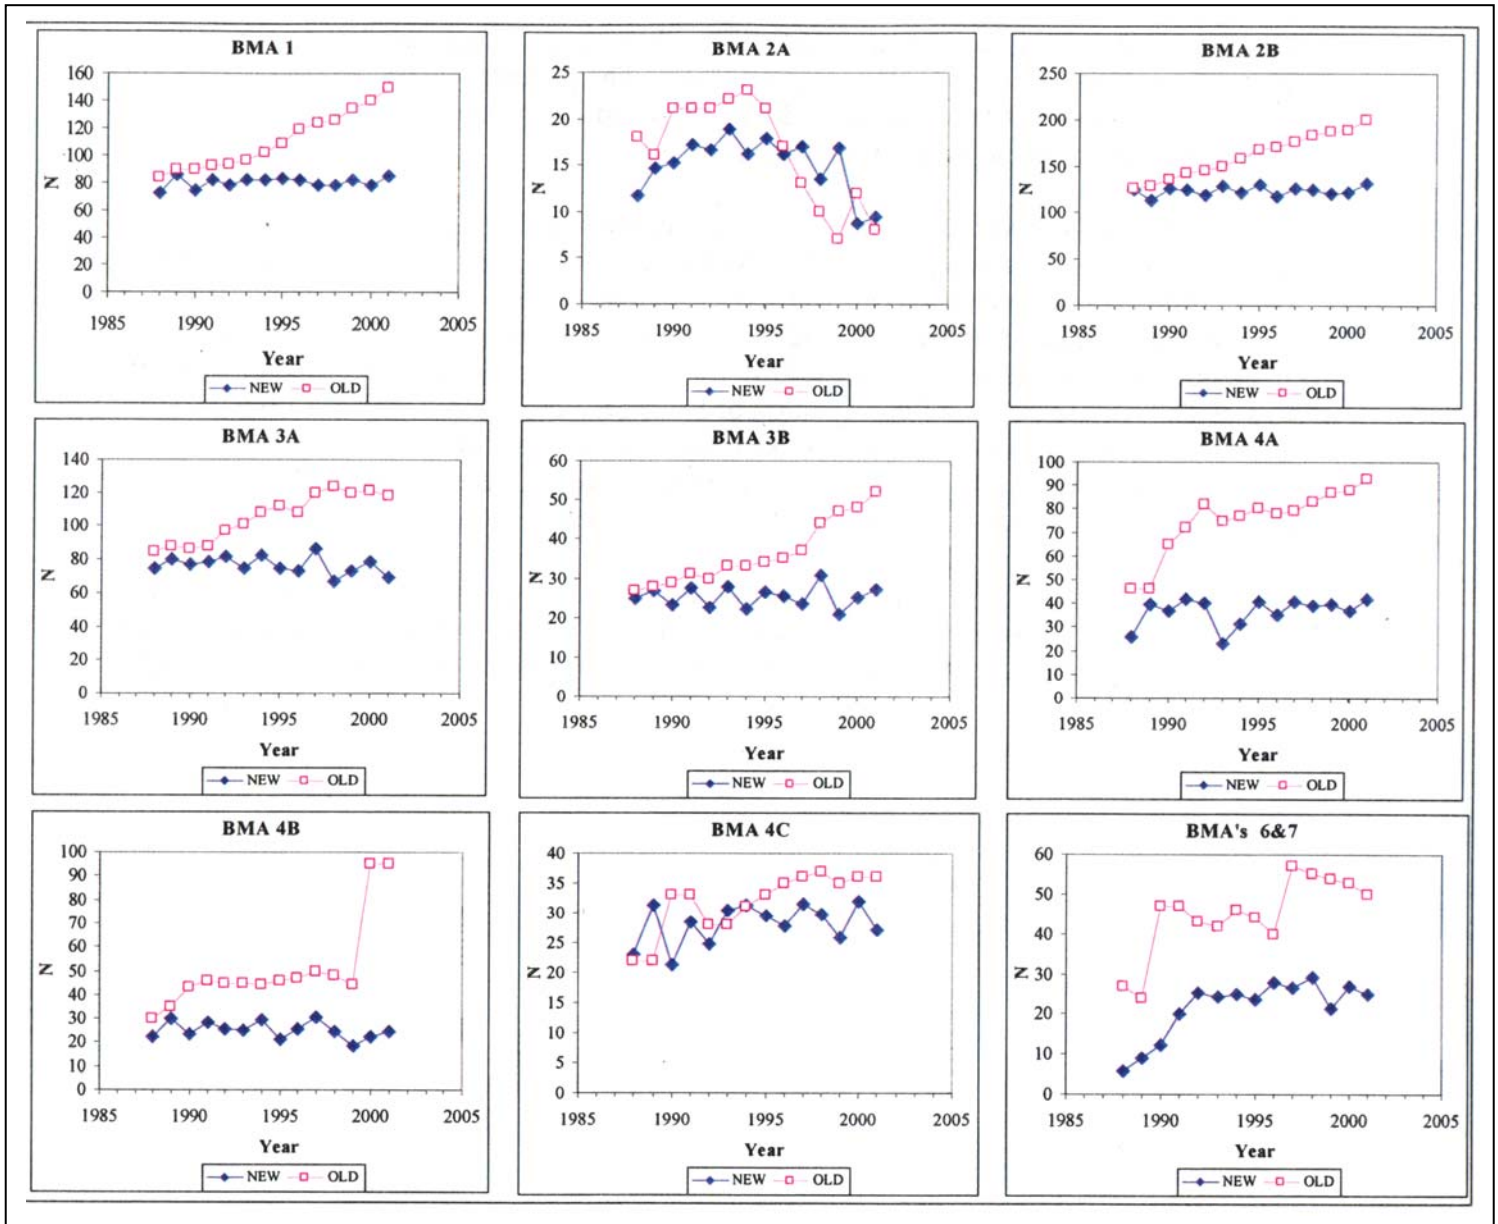 BMA 1
160
140
120
100
80
60
40
20
0
N
1985 1990 1995 2000 2005
Year
NEW OLD
BMA 2A
25
20
15
10
5
0
N
1985 1990 1995 2000 2005
Year
NEW OLD
BMA 2B
250
200
150
100
50
0
N
1985 1990 1995 2000 2005
Year
NEW OLD
BMA 3A
140
120
100
80
60
40
20
0
N
1985 1990 1995 2000 2005
Year
NEW OLD
BMA 3B
60
50
40
30
20
10
0
N
1985 1990 1995 2000 2005
Year
NEW OLD
BMA 4A
100
90
80
70
60
50
40
30
20
10
0
N
1985 1990 1995 2000 2005
Year
NEW OLD
BMA 4B
100
90
80
70
60
50
40
30
20
10
0
N
1985 1990 1995 2000 2005
Year
NEW OLD
BMA 4C
40
35
30
25
20
15
10
5
0
N
1985 1990 1995 2000 2005
Year
NEW OLD
BMA's 6&7
60
50
40
30
20
10
0
N
1985 1990 1995 2000 2005
Year
NEW OLD